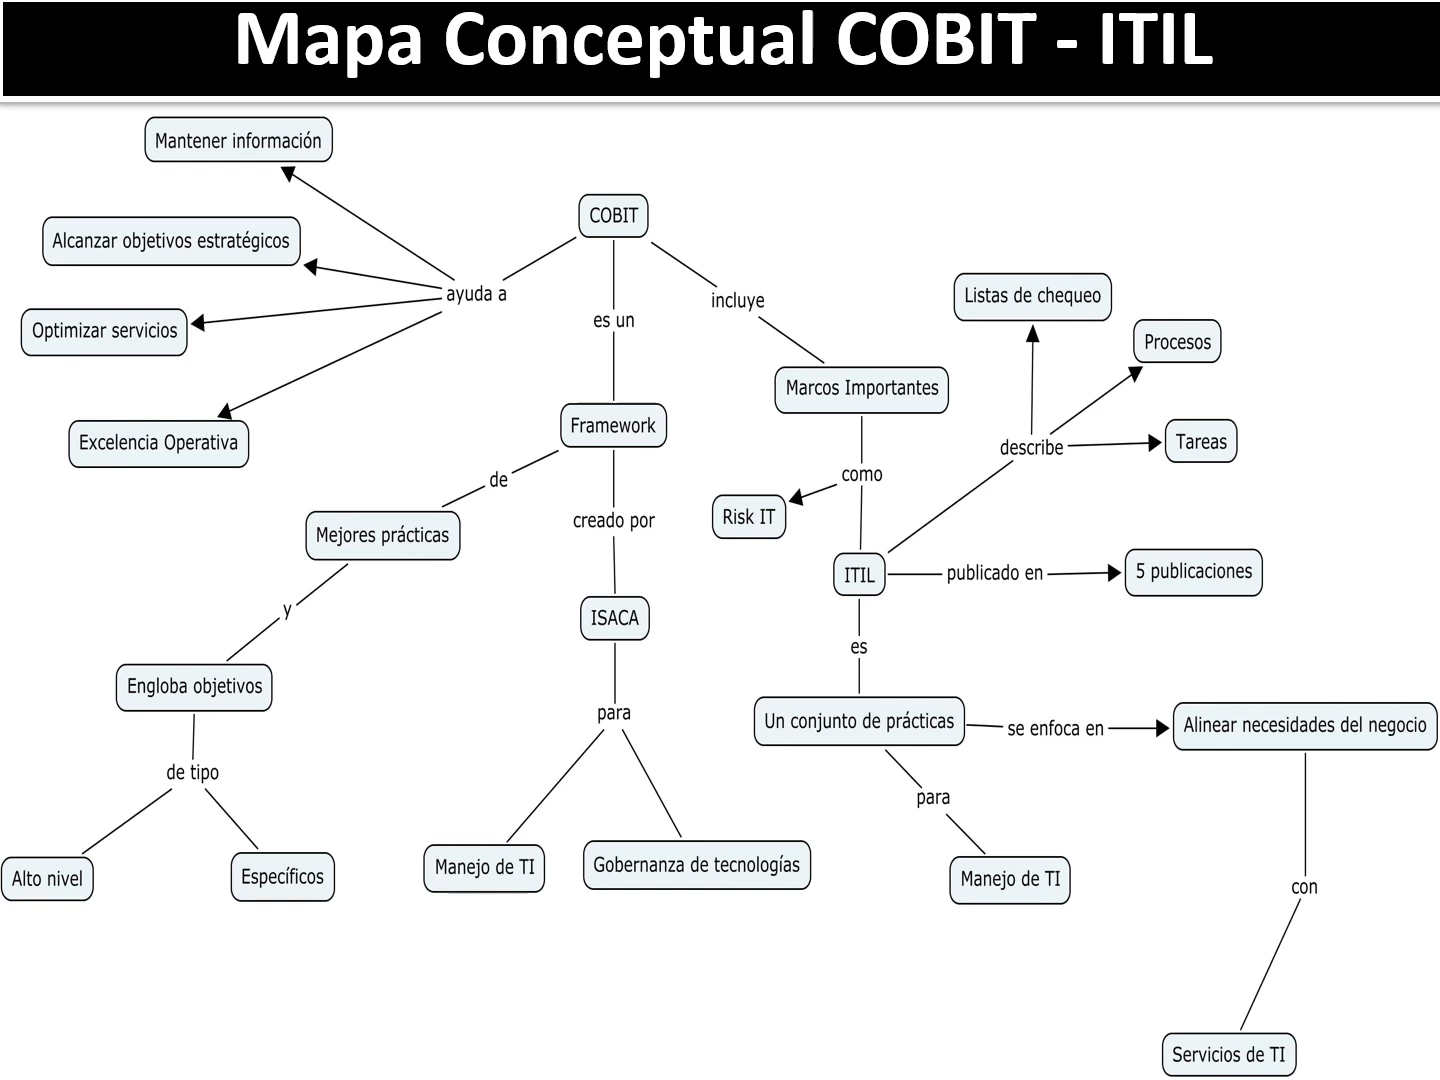 Mapa Conceptual COBIT - ITIL
Mantener información
COBIT
Alcanzar objetivos estratégicos
ayuda a
incluye
Listas de chequeo
Optimizar servicios
es un
Procesos
Marcos Importantes
Excelencia Operativa
Framework
describe
Tareas
de
como
Mejores prácticas
creado por
Risk IT
ITIL
publicado en
5 publicaciones
y
ISACA
es
Engloba objetivos
para
Un conjunto de prácticas
se enfoca en
Alinear necesidades del negocio
de tipo
para
Alto nivel
Específicos
Manejo de TI
Gobernanza de tecnologías
Manejo de TI
con
Servicios de TI